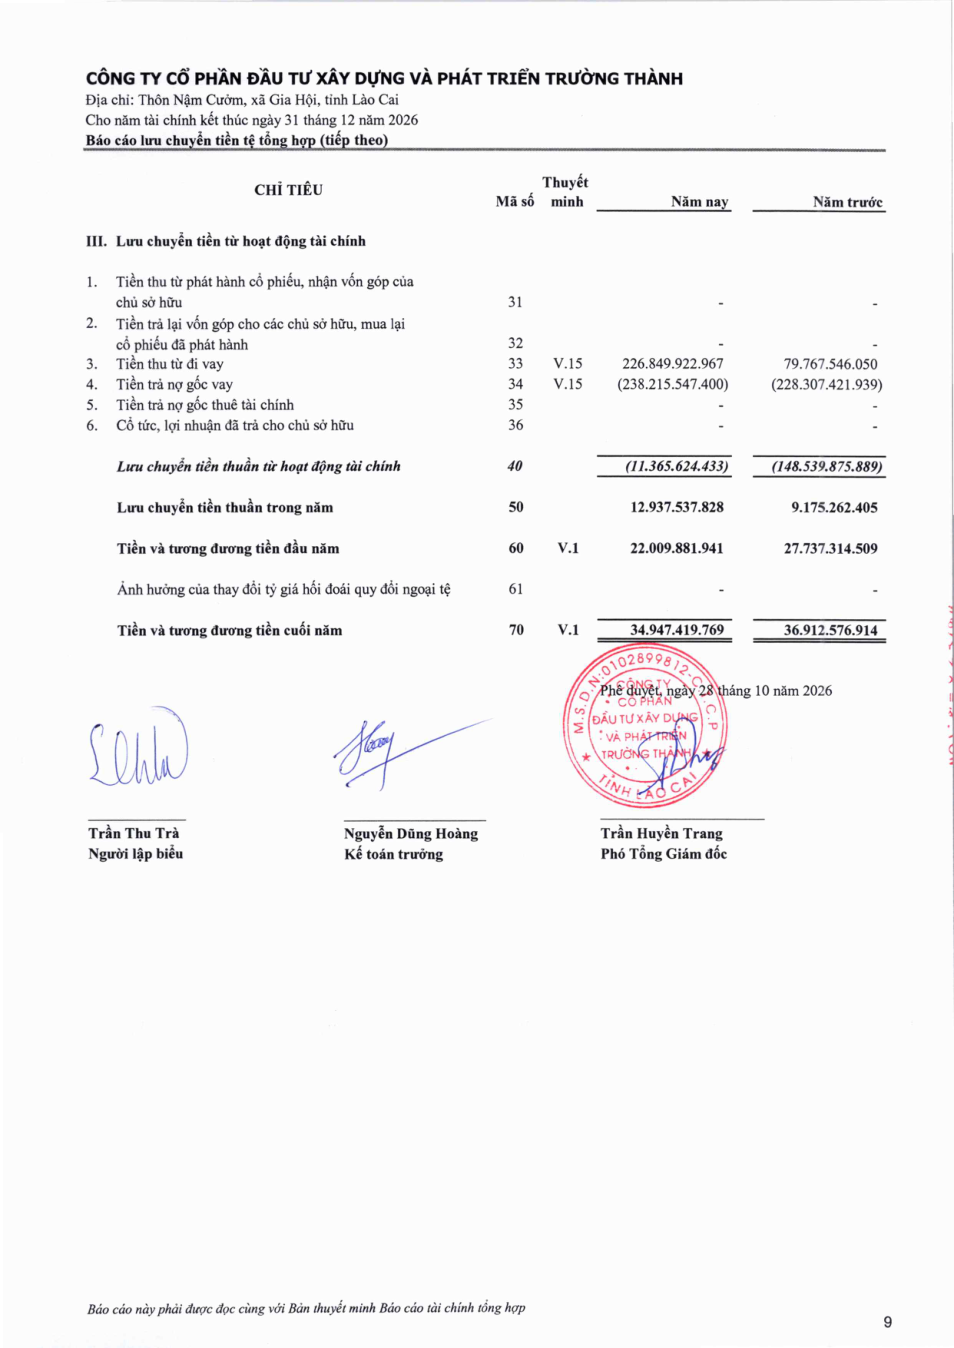 CÔNG TY CỔ PHẦN ĐẦU TƯ XÂY DỰNG VÀ PHÁT TRIỂN TRƯỜNG THÀNH
Địa chỉ: Thôn Nậm Cưởm, xã Gia Hội, tỉnh Lào Cai
Cho năm tài chính kết thúc ngày 31 tháng 12 năm 2026
Báo cáo lưu chuyển tiền tệ tổng hợp (tiếp theo)
CHỈ TIÊU Mã số Thuyết minh Năm nay Năm trước
III. Lưu chuyển tiền từ hoạt động tài chính
1. Tiền thu từ phát hành cổ phiếu, nhận vốn góp của
chủ sở hữu 31 - -
2. Tiền trả lại vốn góp cho các chủ sở hữu, mua lại
cổ phiếu đã phát hành 32 - -
3. Tiền thu từ đi vay 33 V.15 226.849.922.967 79.767.546.050
4. Tiền trả nợ gốc vay 34 V.15 (238.215.547.400) (228.307.421.939)
5. Tiền trả nợ gốc thuê tài chính 35 - -
6. Cổ tức, lợi nhuận đã trả cho chủ sở hữu 36 - -
Lưu chuyển tiền thuần từ hoạt động tài chính 40 (11.365.624.433) (148.539.875.889)
Lưu chuyển tiền thuần trong năm 50 12.937.537.828 9.175.262.405
Tiền và tương đương tiền đầu năm 60 V.1 22.009.881.941 27.737.314.509
Ảnh hưởng của thay đổi tỷ giá hối đoái quy đổi ngoại tệ 61 - -
Tiền và tương đương tiền cuối năm 70 V.1 34.947.419.769 36.912.576.914
Phê duyệt, ngày 28 tháng 10 năm 2026
M.S.D.N:0102899812-C.T.C.P
CÔNG TY
CỔ PHẦN
ĐẦU TƯ XÂY DỰNG
VÀ PHÁT TRIỂN
TRƯỜNG THÀNH
TỈNH LÀO CAI
Trần Thu Trà
Người lập biểu
Nguyễn Dũng Hoàng
Kế toán trưởng
Trần Huyền Trang
Phó Tổng Giám đốc
Báo cáo này phải được đọc cùng với Bản thuyết minh Báo cáo tài chính tổng hợp
9